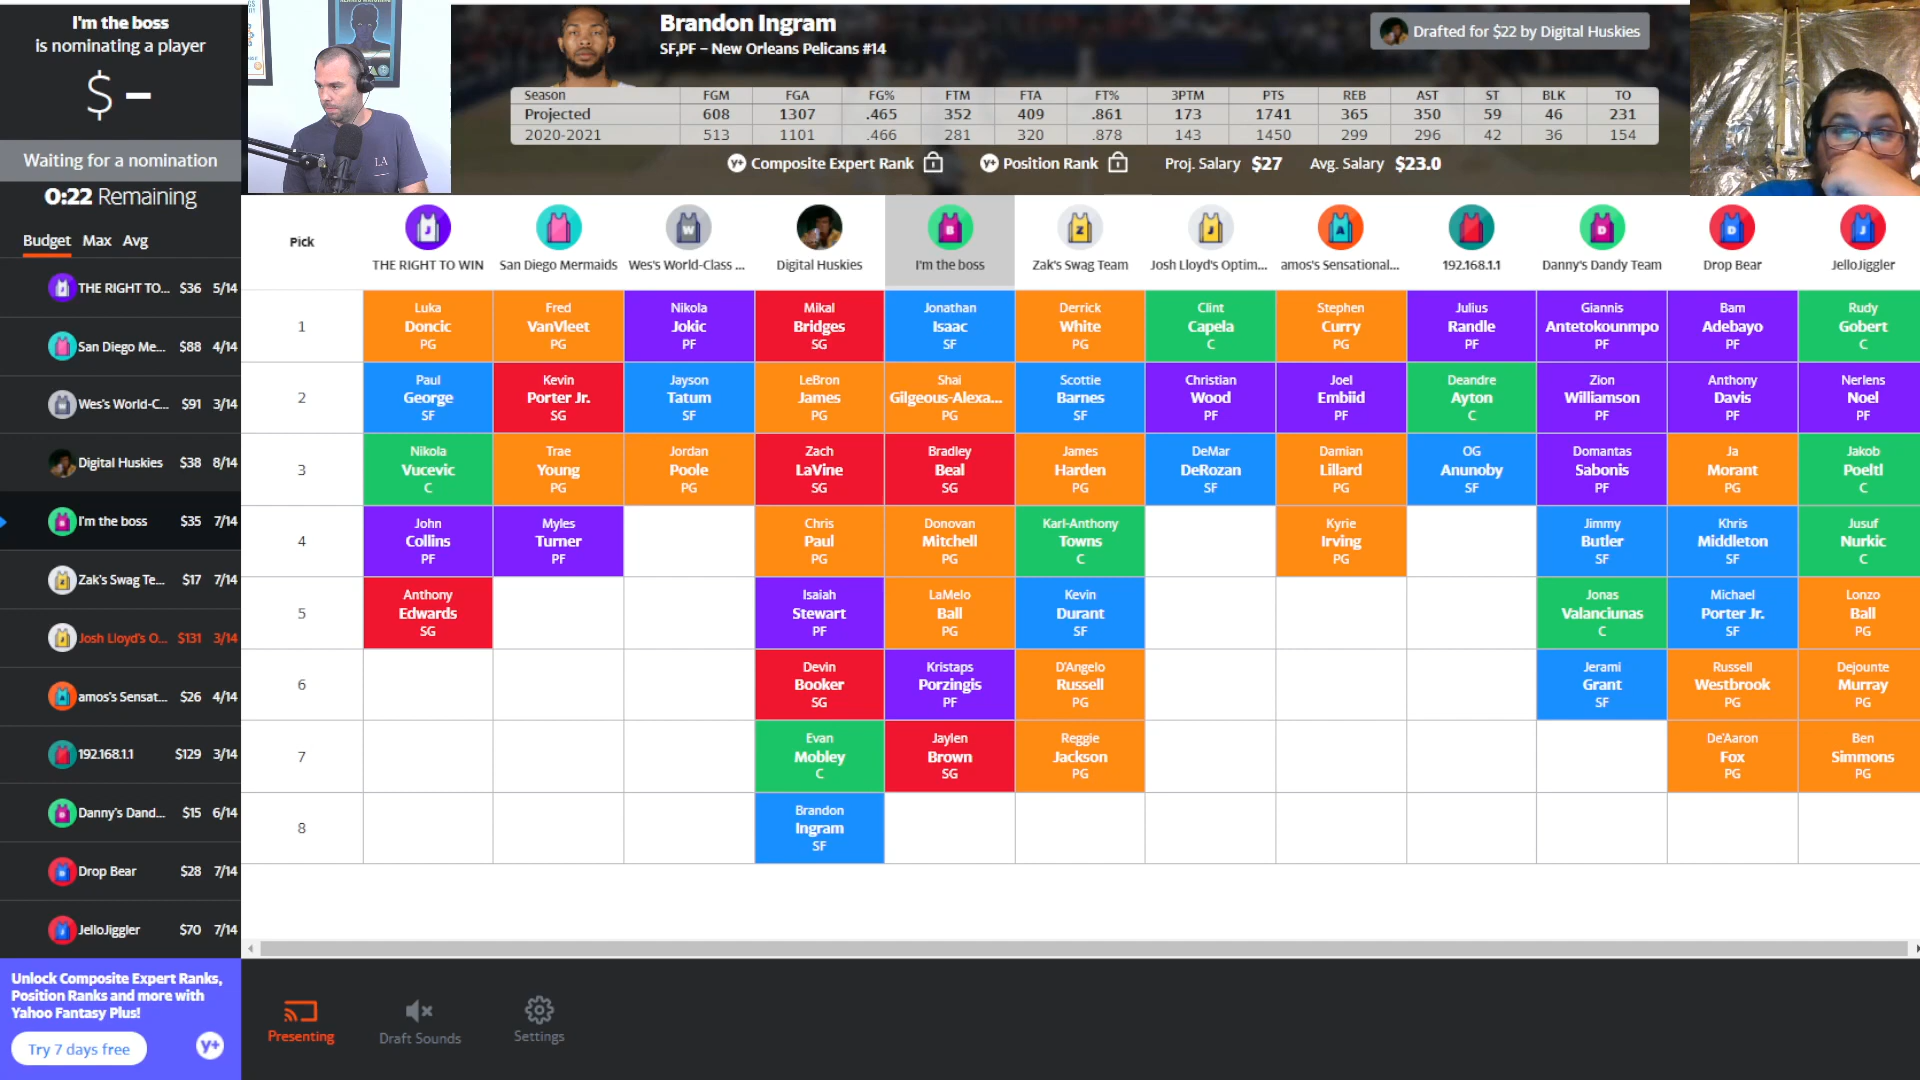 I'm the boss
is nominating a player
$ –
Waiting for a nomination
0:22 Remaining
Budget Max Avg
THE RIGHT TO... $36 5/14
San Diego Me... $88 4/14
Wes's World-C... $91 3/14
Digital Huskies $38 8/14
I'm the boss $35 7/14
Zak's Swag Te... $17 7/14
Josh Lloyd's O... $131 3/14
amos's Sensat... $26 4/14
192.168.1.1 $129 3/14
Danny's Dand... $15 6/14
Drop Bear $28 7/14
JelloJiggler $70 7/14
Unlock Composite Expert Ranks,
Position Ranks and more with
Yahoo Fantasy Plus!
Try 7 days free y+
LA
Brandon Ingram
SF,PF – New Orleans Pelicans #14
Drafted for $22 by Digital Huskies
Season FGM FGA FG% FTM FTA FT% 3PTM PTS REB AST ST BLK TO
Projected 608 1307 .465 352 409 .861 173 1741 365 350 59 46 231
2020-2021 513 1101 .466 281 320 .878 143 1450 299 296 42 36 154
Y+ Composite Expert Rank Y+ Position Rank Proj. Salary $27 Avg. Salary $23.0
J W B Z J A D D J
Pick THE RIGHT TO WIN San Diego Mermaids Wes's World-Class ... Digital Huskies I'm the boss Zak's Swag Team Josh Lloyd's Optim... amos's Sensational... 192.168.1.1 Danny's Dandy Team Drop Bear JelloJiggler
Luka Fred Nikola Mikal Jonathan Derrick Clint Stephen Julius Giannis Bam Rudy
1 Doncic VanVleet Jokic Bridges Isaac White Capela Curry Randle Antetokounmpo Adebayo Gobert
PG PG PF SG SF PG C PG PF PF PF C
Paul Kevin Jayson LeBron Shai Scottie Christian Joel Deandre Zion Anthony Nerlens
2 George Porter Jr. Tatum James Gilgeous-Alexa... Barnes Wood Embiid Ayton Williamson Davis Noel
SF SG SF PG PG SF PF PF C PF PF PF
Nikola Trae Jordan Zach Bradley James DeMar Damian OG Domantas Ja Jakob
3 Vucevic Young Poole LaVine Beal Harden DeRozan Lillard Anunoby Sabonis Morant Poeltl
C PG PG SG SG PG SF PG SF PF PG C
John Myles Chris Donovan Karl-Anthony Kyrie Jimmy Khris Jusuf
4 Collins Turner Paul Mitchell Towns Irving Butler Middleton Nurkic
PF PF PG PG C PG SF SF C
Anthony Isaiah LaMelo Kevin Jonas Michael Lonzo
5 Edwards Stewart Ball Durant Valanciunas Porter Jr. Ball
SG PF PG SF C SF PG
Devin Kristaps D'Angelo Jerami Russell Dejounte
6 Booker Porzingis Russell Grant Westbrook Murray
SG PF PG SF PG PG
Evan Jaylen Reggie De'Aaron Ben
7 Mobley Brown Jackson Fox Simmons
C SG PG PG PG
Brandon
8 Ingram
SF
Presenting Draft Sounds Settings